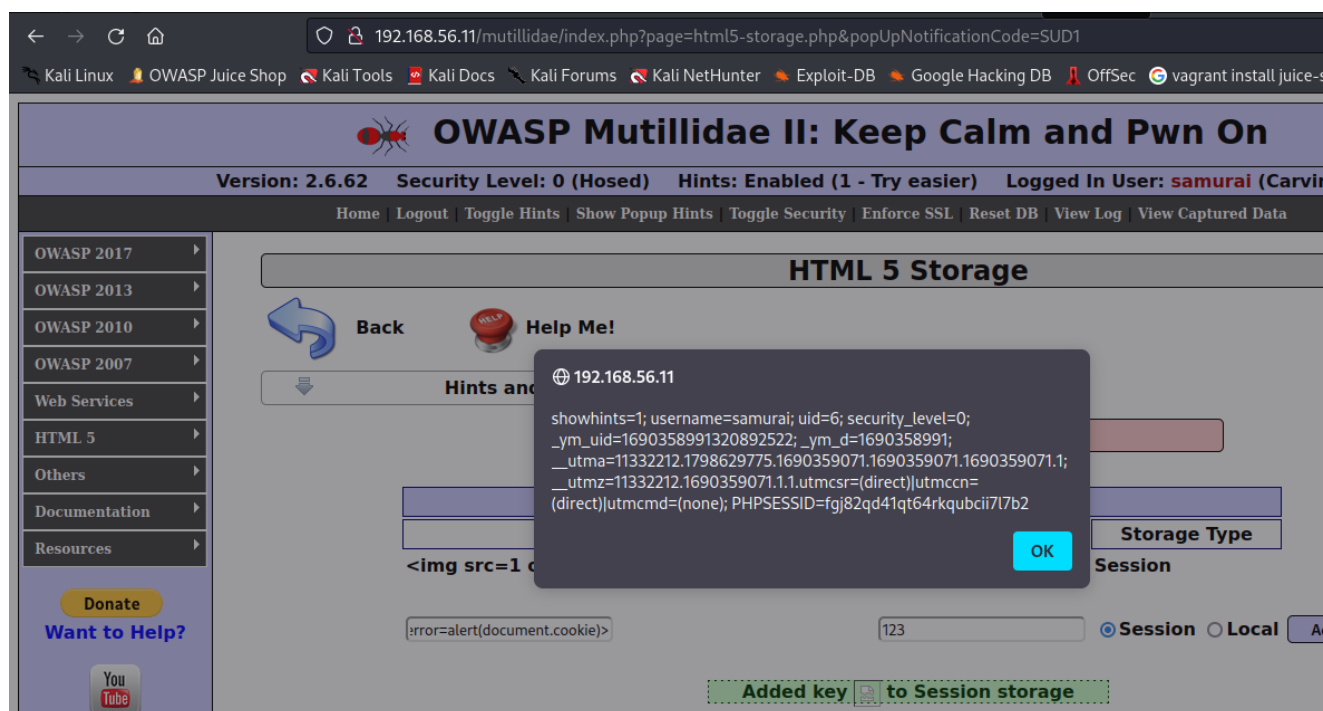 192.168.56.11/mutillidae/index.php?page=html5-storage.php&popUpNotificationCode=SUD1
Kali Linux OWASP Juice Shop Kali Tools Kali Docs Kali Forums Kali NetHunter Exploit-DB Google Hacking DB OffSec vagrant install juice-s
OWASP Mutillidae II: Keep Calm and Pwn On
Version: 2.6.62 Security Level: 0 (Hosed) Hints: Enabled (1 - Try easier) Logged In User: samurai (Carvin
Home | Logout | Toggle Hints | Show Popup Hints | Toggle Security | Enforce SSL | Reset DB | View Log | View Captured Data
OWASP 2017
OWASP 2013
OWASP 2010
OWASP 2007
Web Services
HTML 5
Others
Documentation
Resources
Donate
Want to Help?
You
Tube
HTML 5 Storage
Back
HELP
Help Me!
Hints and
192.168.56.11
showhints=1; username=samurai; uid=6; security_level=0;
_ym_uid=1690358991320892522; _ym_d=1690358991;
__utma=11332212.1798629775.1690359071.1690359071.1690359071.1;
__utmz=11332212.1690359071.1.1.utmcsr=(direct)|utmccn=
(direct)|utmcmd=(none); PHPSESSID=fgj82qd41qt64rkqubcii7l7b2
OK
Storage Type
<img src=1 o
Session
error=alert(document.cookie)>
123
Session Local A
Added key to Session storage